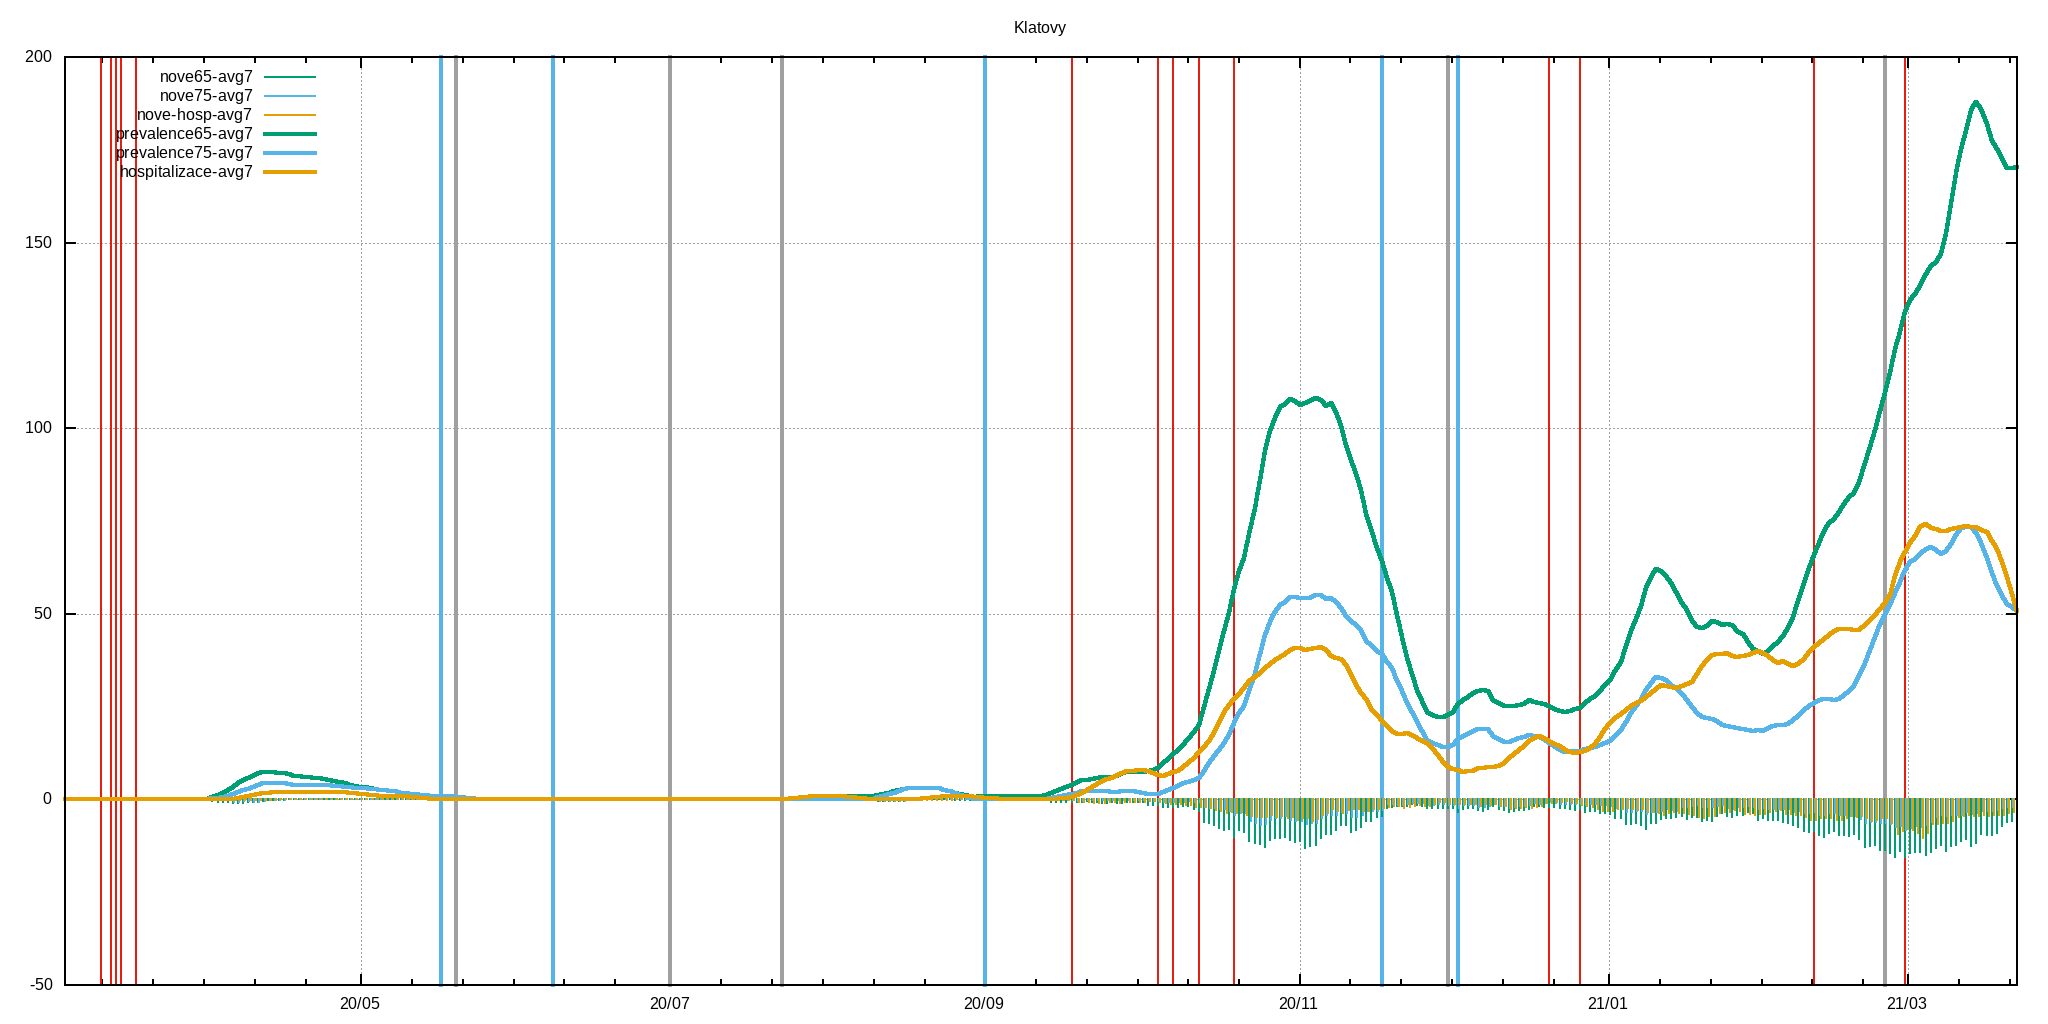 Klatovy
200
150
100
50
0
-50
nove65-avg7
nove75-avg7
nove-hosp-avg7
prevalence65-avg7
prevalence75-avg7
hospitalizace-avg7
20/05 20/07 20/09 20/11 21/01 21/03